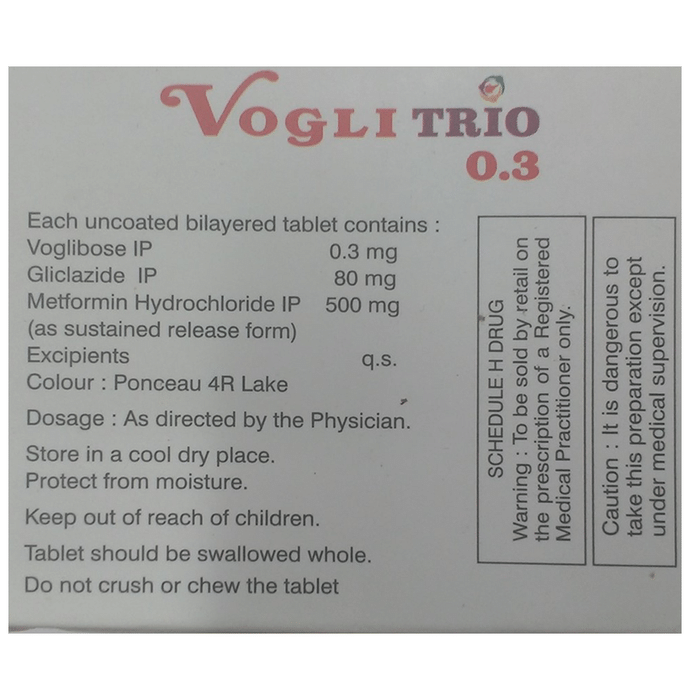 VOGLI TRIO
0.3
Each uncoated bilayered tablet contains :
Voglibose IP 0.3 mg
Gliclazide IP 80 mg
Metformin Hydrochloride IP 500 mg
(as sustained release form)
Excipients q.s.
Colour : Ponceau 4R Lake
Dosage : As directed by the Physician.
Store in a cool dry place.
Protect from moisture.
Keep out of reach of children.
Tablet should be swallowed whole.
Do not crush or chew the tablet
SCHEDULE H DRUG
Warning : To be sold by retail on
the prescription of a Registered
Medical Practitioner only.
Caution : It is dangerous to
take this preparation except
under medical supervision.